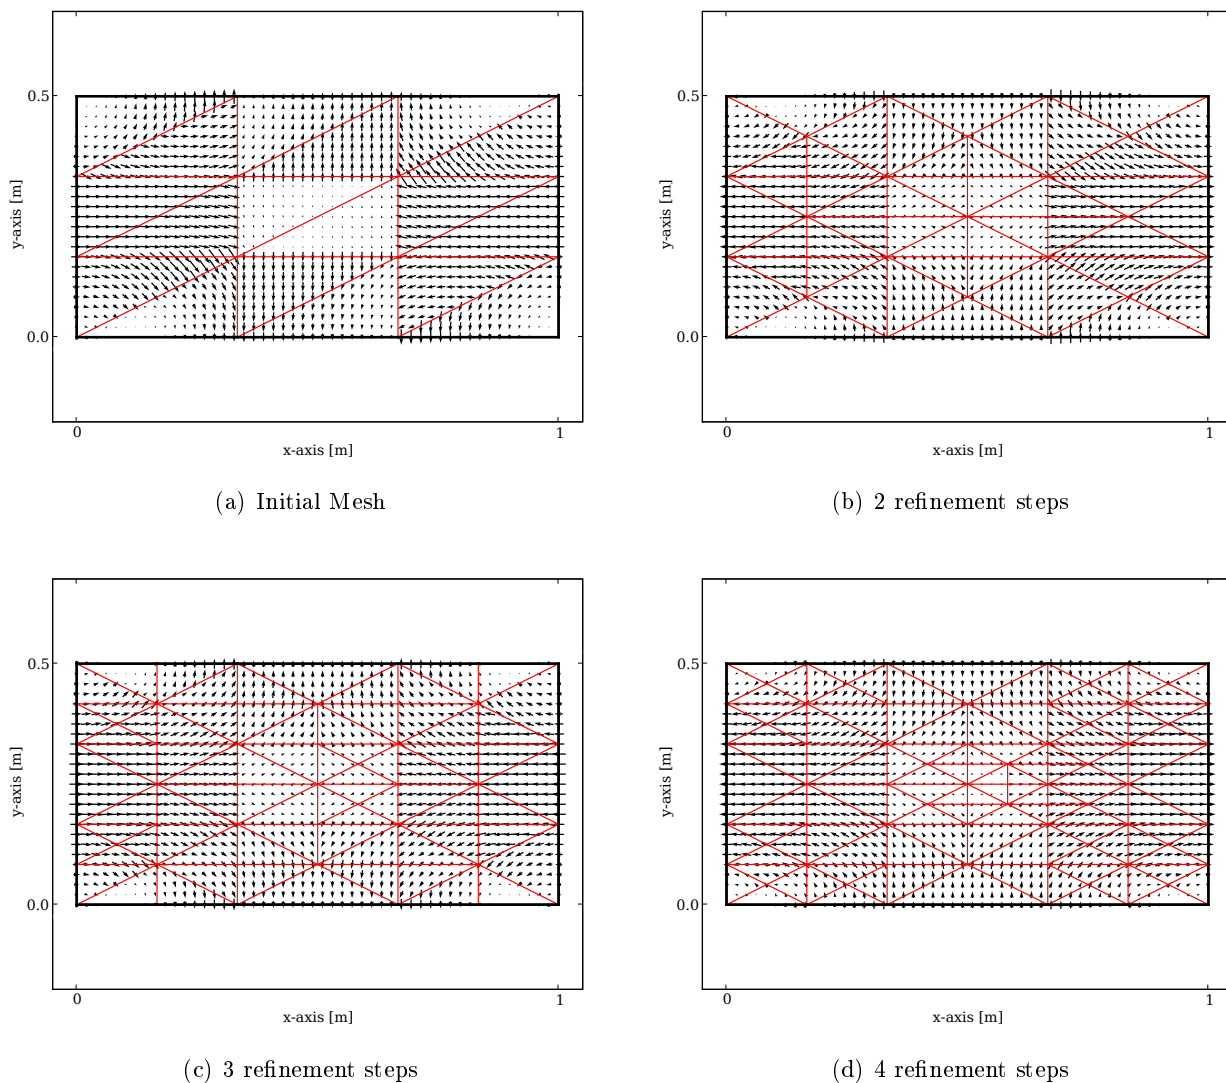 0.5
0.0
y-axis [m]
0
1
x-axis [m]
(a) Initial Mesh
0.5
0.0
y-axis [m]
0
1
x-axis [m]
(b) 2 refinement steps
0.5
0.0
y-axis [m]
0
1
x-axis [m]
(c) 3 refinement steps
0.5
0.0
y-axis [m]
0
1
x-axis [m]
(d) 4 refinement steps